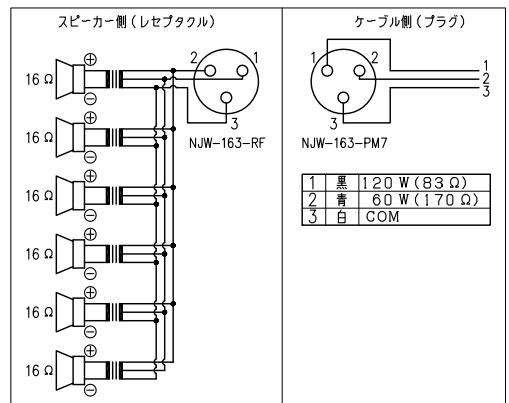 スピーカー側(レセプタクル)
16 Ω
⊕
⊖
16 Ω
⊕
⊖
16 Ω
⊕
⊖
16 Ω
⊕
⊖
16 Ω
⊕
⊖
16 Ω
⊕
⊖
2
1
3
NJW-163-RF
ケーブル側(プラグ)
1
2
3
1
2
3
NJW-163-PM7
1 黒 120 W(83 Ω)
2 青 60 W(170 Ω)
3 白 COM